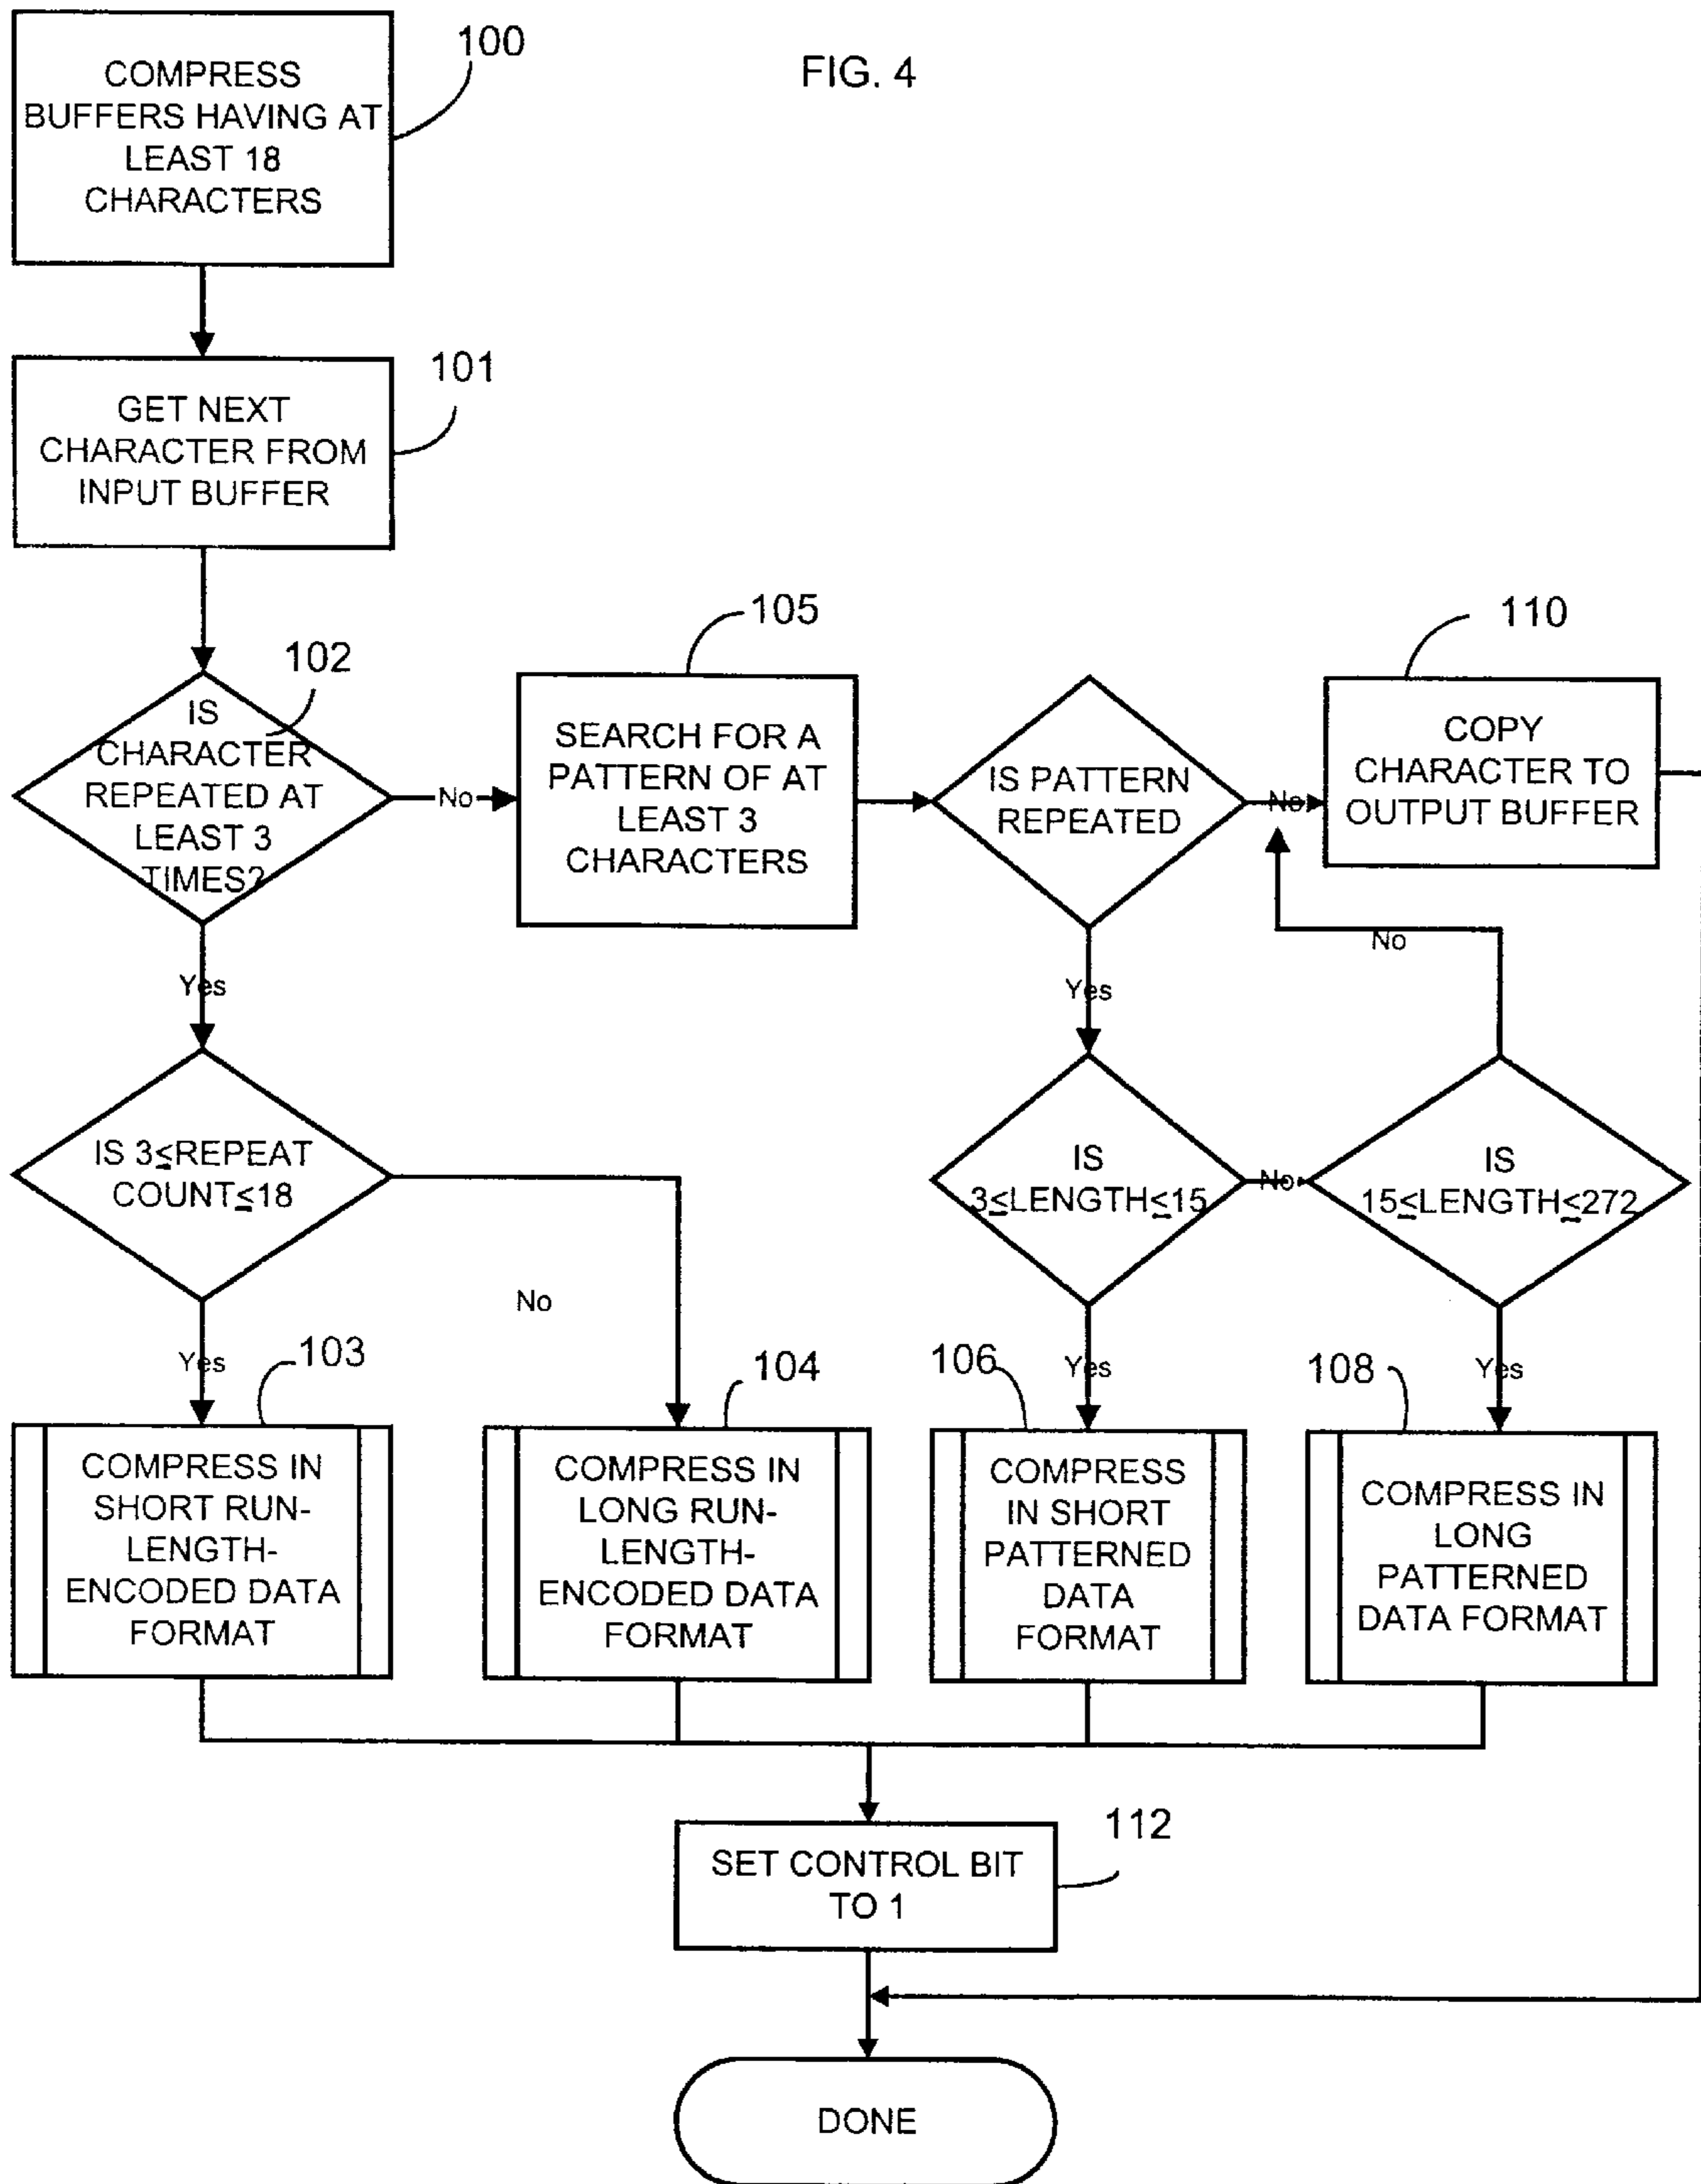 FIG. 4
100
COMPRESS
BUFFERS HAVING AT
LEAST 18
CHARACTERS
101
GET NEXT
CHARACTER FROM
INPUT BUFFER
102
IS
CHARACTER
REPEATED AT
LEAST 3
TIMES?
No
Yes
105
SEARCH FOR A
PATTERN OF AT
LEAST 3
CHARACTERS
IS PATTERN
REPEATED
No
Yes
110
COPY
CHARACTER TO
OUTPUT BUFFER
No
IS 3≤REPEAT
COUNT≤18
No
Yes
IS
3≤LENGTH≤15
No
Yes
IS
15≤LENGTH≤272
Yes
103
COMPRESS IN
SHORT RUN-
LENGTH-
ENCODED DATA
FORMAT
104
COMPRESS IN
LONG RUN-
LENGTH-
ENCODED DATA
FORMAT
106
COMPRESS
IN SHORT
PATTERNED
DATA
FORMAT
108
COMPRESS IN
LONG
PATTERNED
DATA FORMAT
112
SET CONTROL BIT
TO 1
DONE